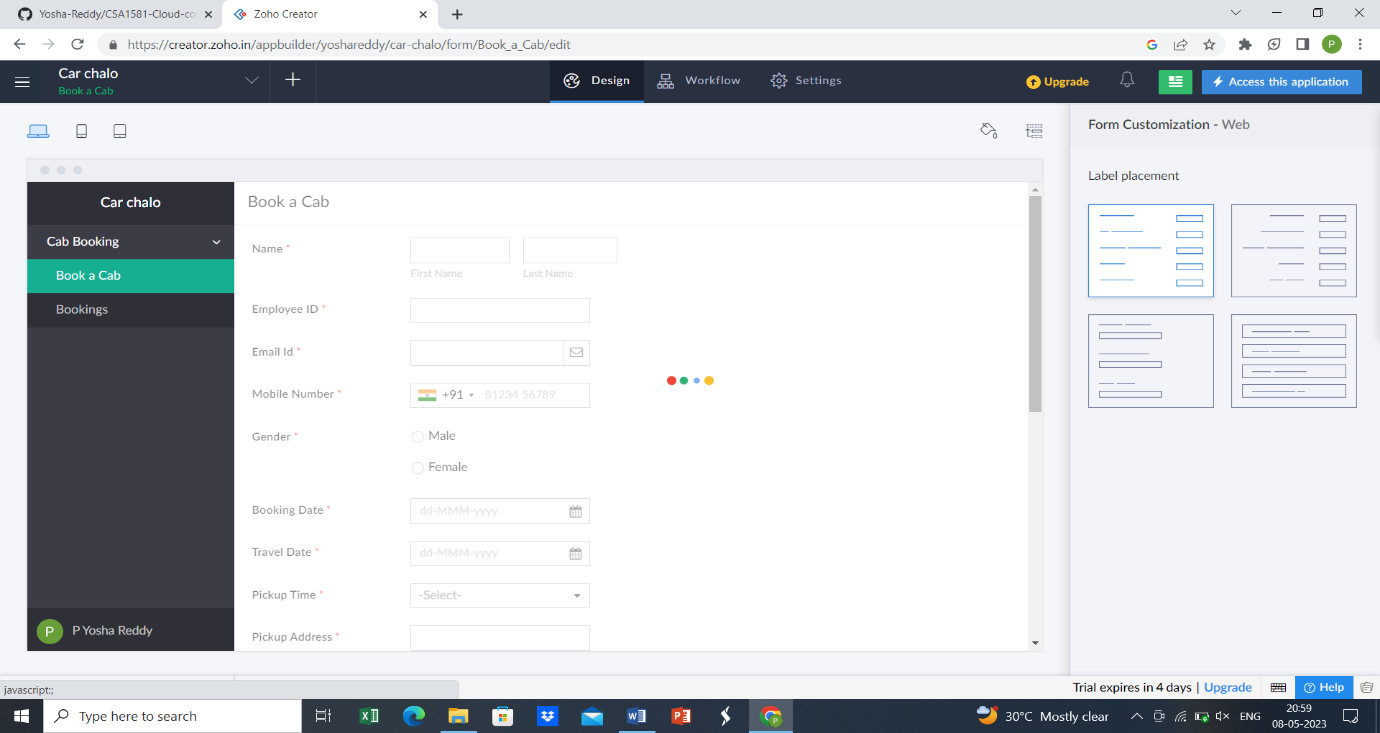 Yosha-Reddy/CSA1581-Cloud-co
Zoho Creator
https://creator.zoho.in/appbuilder/yoshareddy/car-chalo/form/Book_a_Cab/edit
P
Car chalo
Book a Cab
Design
Workflow
Settings
Upgrade
Access this application
Form Customization - Web
Label placement
Car chalo
Cab Booking
Book a Cab
Bookings
P
P Yosha Reddy
Book a Cab
Name *
First Name
Last Name
Employee ID *
Email Id *
Mobile Number *
+91
81234 56789
Gender *
Male
Female
Booking Date *
dd-MMM-yyyy
Travel Date *
dd-MMM-yyyy
Pickup Time *
-Select-
Pickup Address *
javascript:;
Trial expires in 4 days | Upgrade
Help
Type here to search
30°C Mostly clear
ENG
20:59
08-05-2023